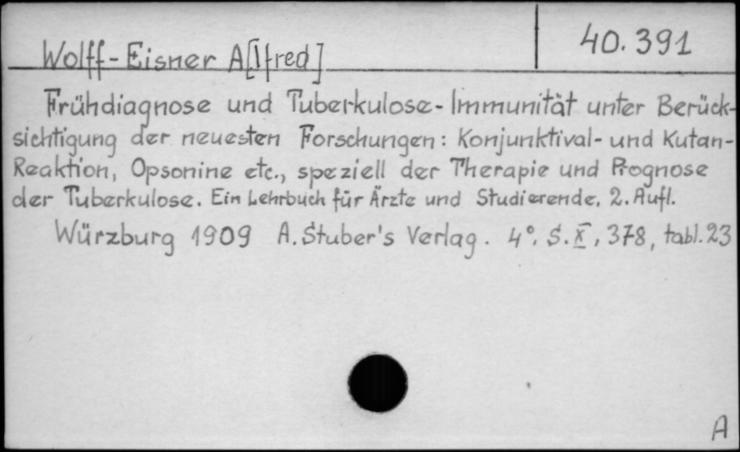 40.391
Wolff-Eisner A[lfred]
Frühdiagnose und Tuberkulose-Immunität unter Berück-
sichtigung der neuesten Forschungen: Konjunktival- und Kutan-
Reaktion, Opsonine etc., speziell der Therapie und Prognose
der Tuberkulose. Ein Lehrbuch für Ärzte und Studierende. 2. Aufl.
Würzburg 1909 A. Stuber's Verlag. 4°. S. X, 378, tabl. 23
A